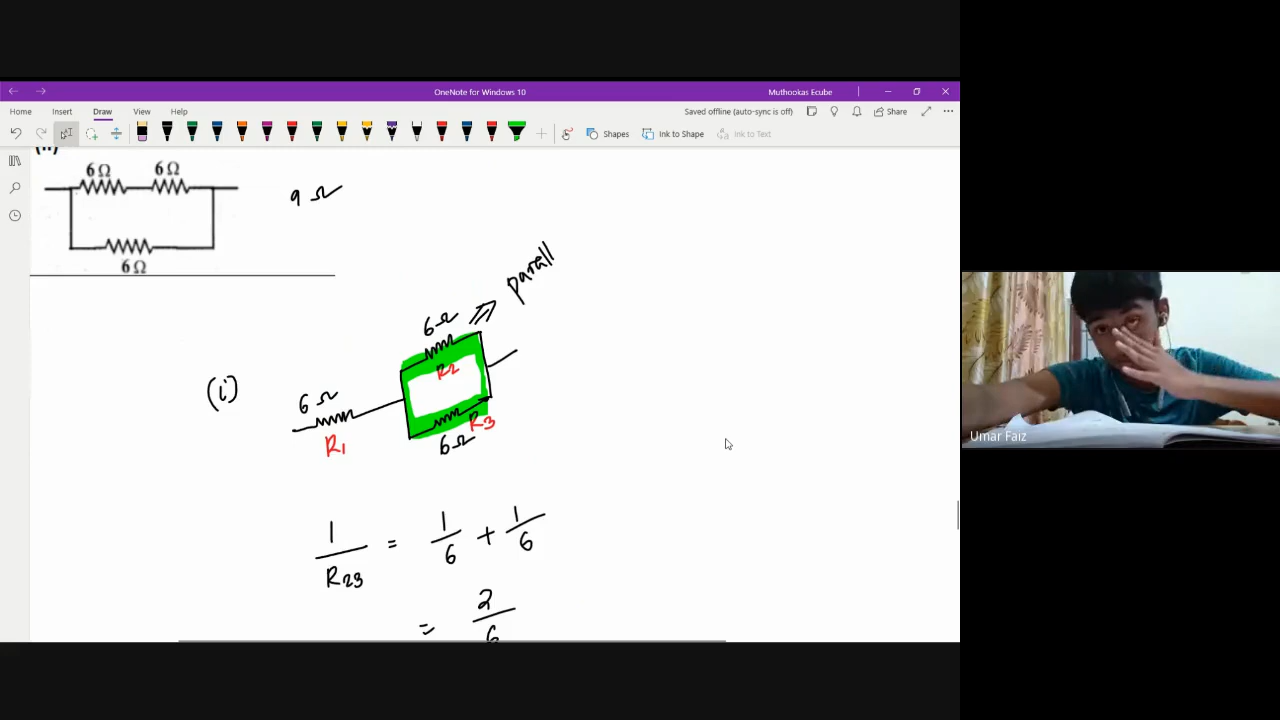 OneNote for Windows 10
Muthookas Ecube
Home Insert Draw View Help
Saved offline (auto-sync is off)
Share
Shapes
Ink to Shape
Ink to Text
6Ω 6Ω
6Ω
9 Ω
parall
6Ω
R2
(i)
6Ω
R1
R3
6Ω
1/R23 = 1/6 + 1/6
= 2/6
Umar Faiz